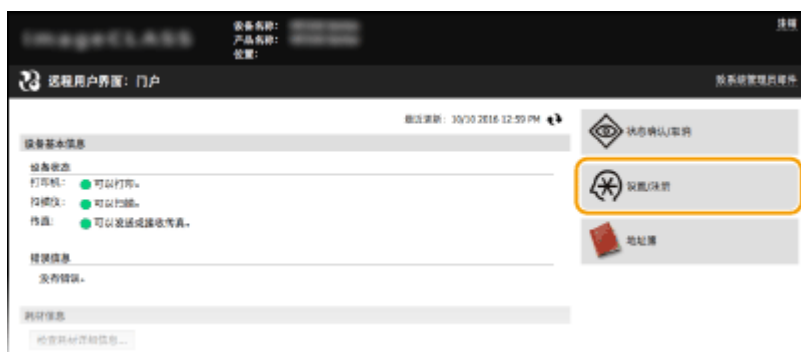 imageCLASS
设备名称:
产品名称:
位置:
注销
远程用户界面: 门户
致系统管理员邮件
最近更新: 10/10 2016 12:59 PM
设备基本信息
设备状态
打印机: 可以打印。
扫描仪: 可以扫描。
传真: 可以发送或接收传真。
错误信息
没有错误。
耗材信息
检查耗材详细信息...
状态确认/取消
设置/注册
地址簿